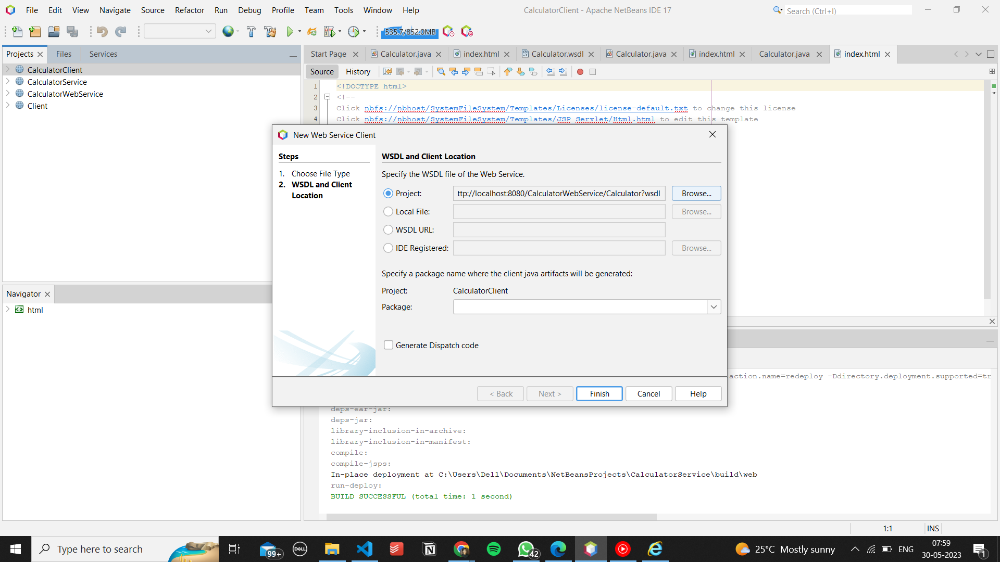 File Edit View Navigate Source Refactor Run Debug Profile Team Tools Window Help
CalculatorClient - Apache NetBeans IDE 17
Search (Ctrl+I)
535.7/852.0MB
Projects Files Services
CalculatorClient
CalculatorService
CalculatorWebService
Client
Navigator
html
Start Page Calculator.java index.html Calculator.wsdl Calculator.java index.html Calculator.java index.html
Source History
1 <!DOCTYPE html>
2 <!--
3 Click nbfs://nbhost/SystemFileSystem/Templates/Licenses/license-default.txt to change this license
4 Click nbfs://nbhost/SystemFileSystem/Templates/JSP_Servlet/Html.html to edit this template
New Web Service Client
Steps
1. Choose File Type
2. WSDL and Client
Location
WSDL and Client Location
Specify the WSDL file of the Web Service.
Project: ttp://localhost:8080/CalculatorWebService/Calculator?wsdl Browse...
Local File: Browse...
WSDL URL:
IDE Registered: Browse...
Specify a package name where the client java artifacts will be generated:
Project: CalculatorClient
Package:
Generate Dispatch code
< Back Next > Finish Cancel Help
action.name=redeploy -Ddirectory.deployment.supported=tr
deps-ear-jar:
deps-jar:
library-inclusion-in-archive:
library-inclusion-in-manifest:
compile:
compile-jsps:
In-place deployment at C:\Users\Dell\Documents\NetBeansProjects\CalculatorService\build\web
run-deploy:
BUILD SUCCESSFUL (total time: 1 second)
1:1 INS
Type here to search
99+
DELL
42
25°C Mostly sunny
ENG
07:59
30-05-2023
1